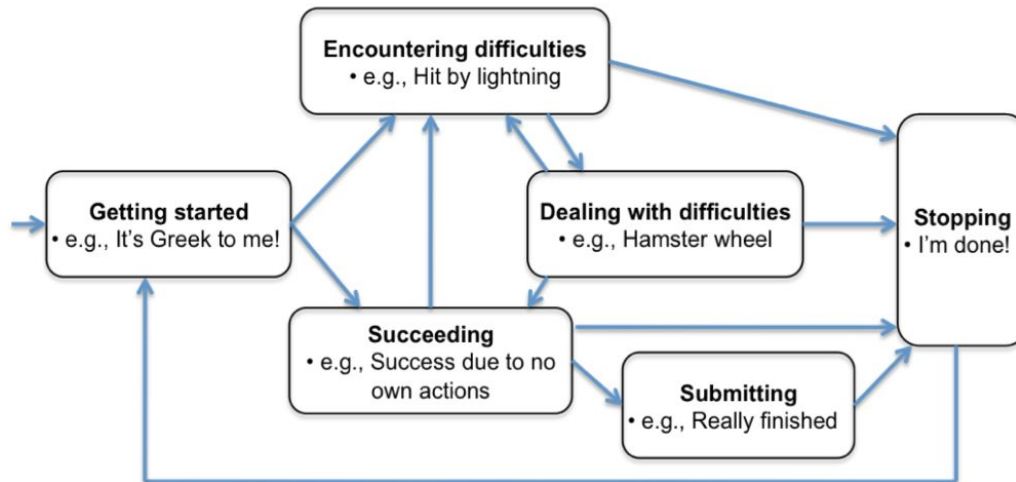 Encountering difficulties
• e.g., Hit by lightning
Getting started
• e.g., It's Greek to me!
Dealing with difficulties
• e.g., Hamster wheel
Stopping
• I'm done!
Succeeding
• e.g., Success due to no
own actions
Submitting
• e.g., Really finished